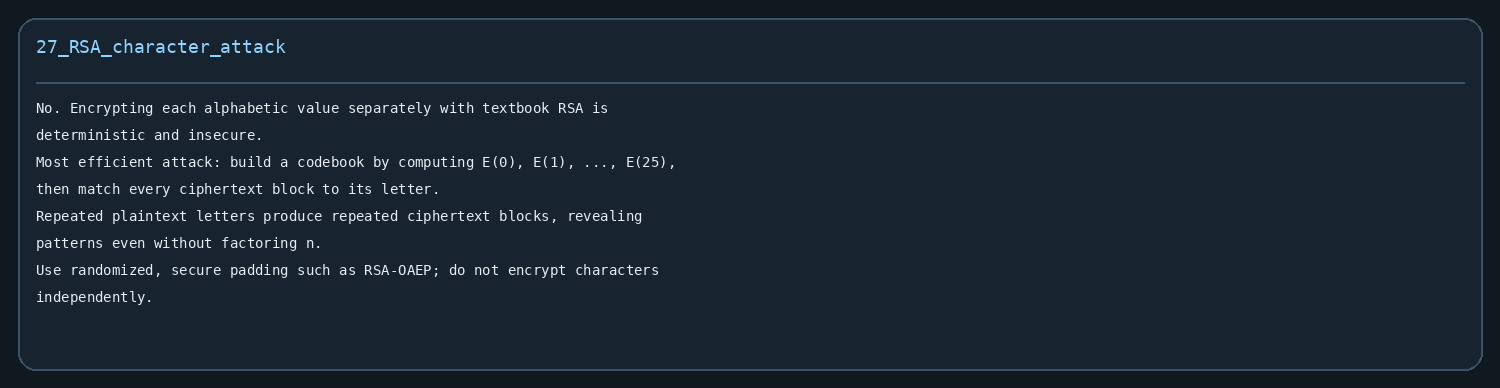 27_RSA_character_attack
No. Encrypting each alphabetic value separately with textbook RSA is
deterministic and insecure.
Most efficient attack: build a codebook by computing E(0), E(1), ..., E(25),
then match every ciphertext block to its letter.
Repeated plaintext letters produce repeated ciphertext blocks, revealing
patterns even without factoring n.
Use randomized, secure padding such as RSA-OAEP; do not encrypt characters
independently.